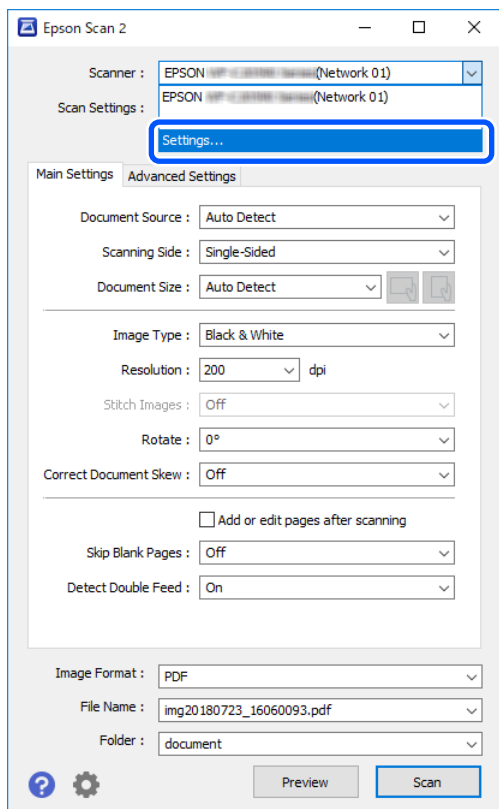 Epson Scan 2
Scanner : EPSON (Network 01)
EPSON (Network 01)
Scan Settings :
Settings...
Main Settings Advanced Settings
Document Source : Auto Detect
Scanning Side : Single-Sided
Document Size : Auto Detect
Image Type : Black & White
Resolution : 200 dpi
Stitch Images : Off
Rotate : 0°
Correct Document Skew : Off
Add or edit pages after scanning
Skip Blank Pages : Off
Detect Double Feed : On
Image Format : PDF
File Name : img20180723_16060093.pdf
Folder : document
? Preview Scan